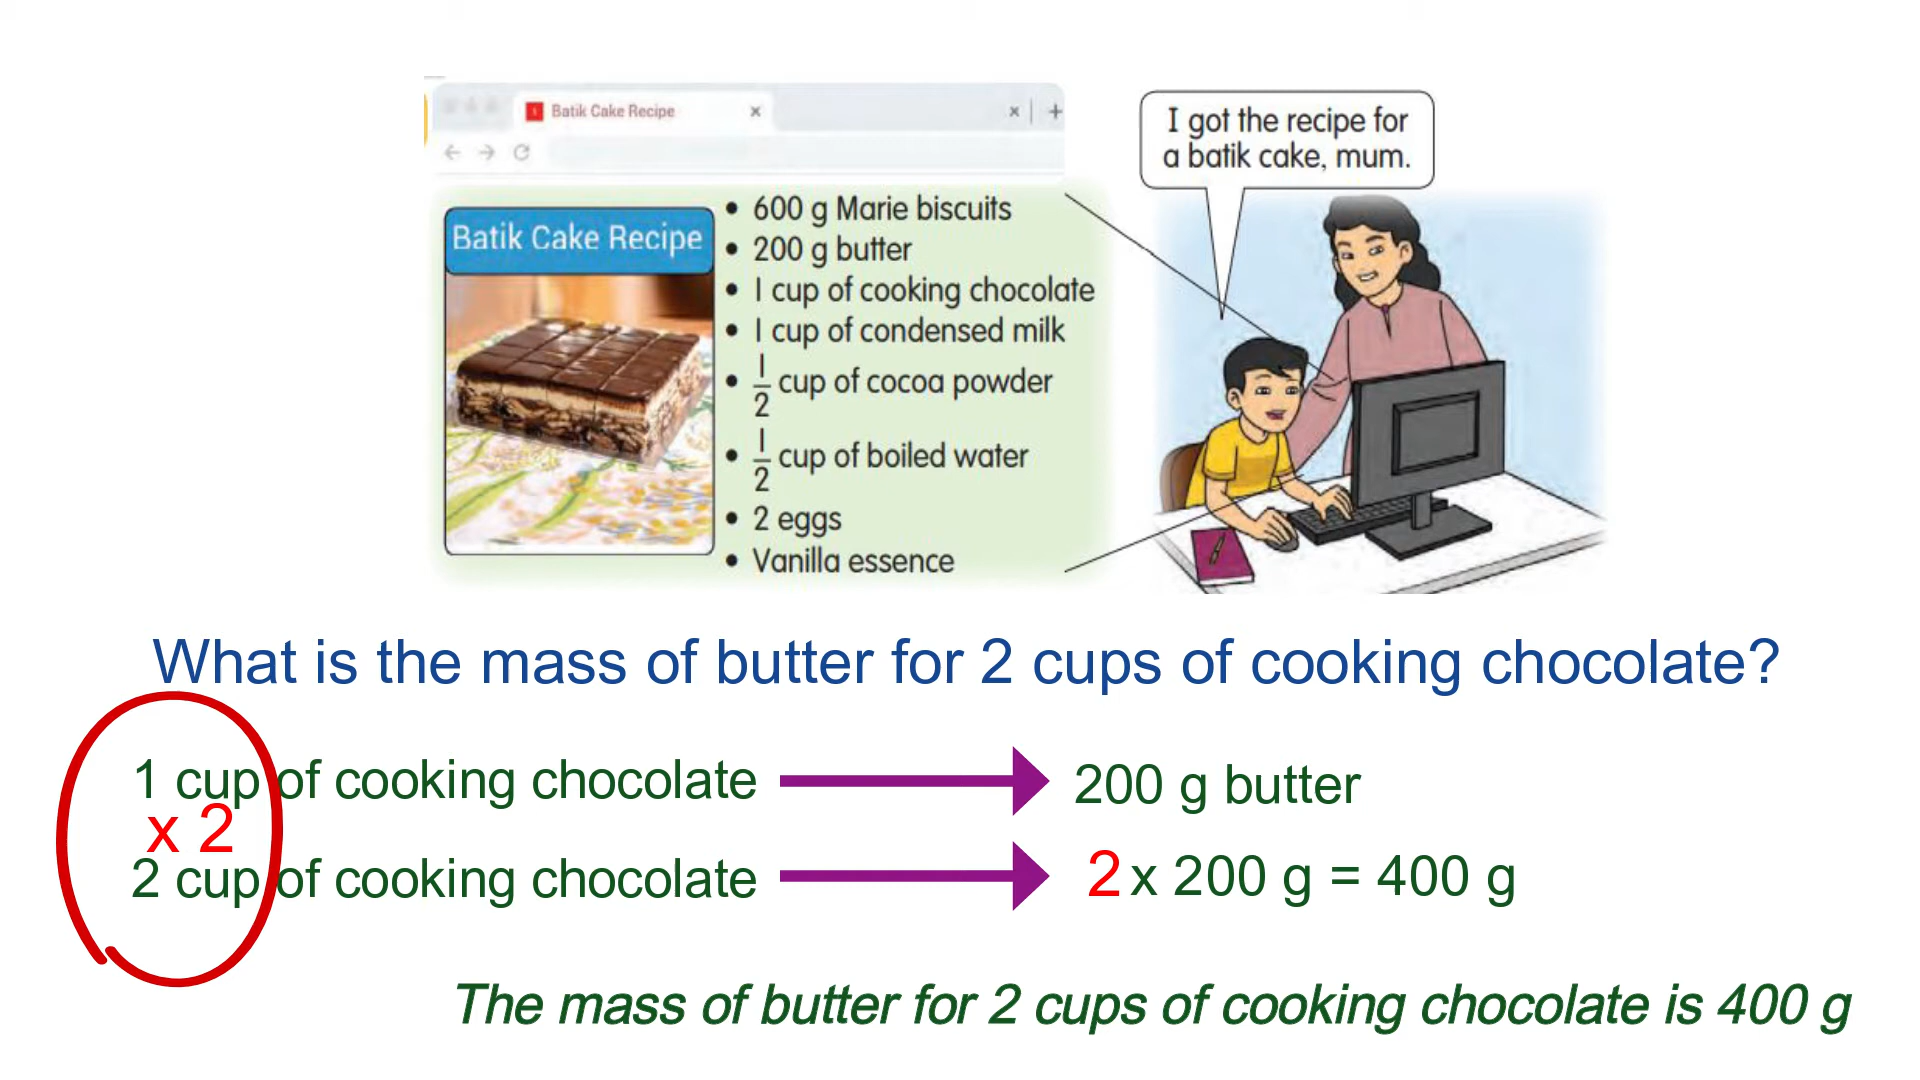 Batik Cake Recipe
I got the recipe for
a batik cake, mum.
Batik Cake Recipe
• 600 g Marie biscuits
• 200 g butter
• 1 cup of cooking chocolate
• 1 cup of condensed milk
• 1/2 cup of cocoa powder
• 1/2 cup of boiled water
• 2 eggs
• Vanilla essence
What is the mass of butter for 2 cups of cooking chocolate?
1 cup of cooking chocolate 200 g butter
x 2
2 cup of cooking chocolate 2 x 200 g = 400 g
The mass of butter for 2 cups of cooking chocolate is 400 g